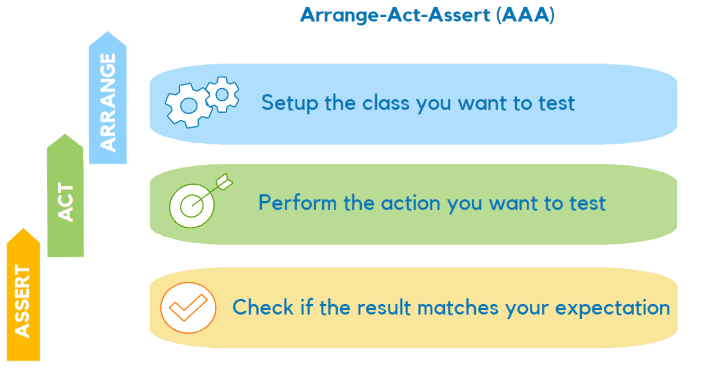 Arrange-Act-Assert (AAA)
ARRANGE
Setup the class you want to test
ACT
Perform the action you want to test
ASSERT
Check if the result matches your expectation